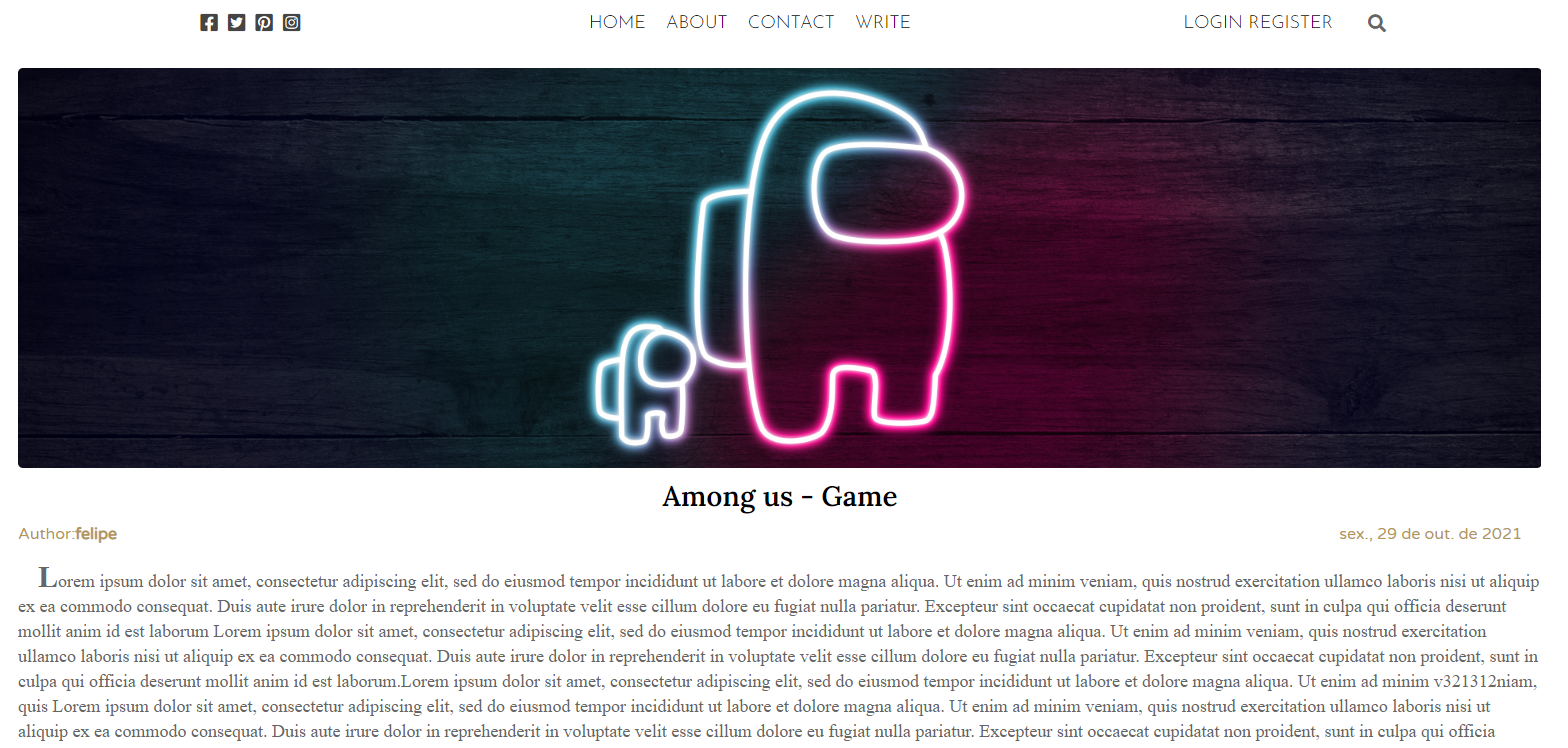 HOME ABOUT CONTACT WRITE LOGIN REGISTER
Among us - Game
Author:felipe sex., 29 de out. de 2021
Lorem ipsum dolor sit amet, consectetur adipiscing elit, sed do eiusmod tempor incididunt ut labore et dolore magna aliqua. Ut enim ad minim veniam, quis nostrud exercitation ullamco laboris nisi ut aliquip
ex ea commodo consequat. Duis aute irure dolor in reprehenderit in voluptate velit esse cillum dolore eu fugiat nulla pariatur. Excepteur sint occaecat cupidatat non proident, sunt in culpa qui officia deserunt
mollit anim id est laborum Lorem ipsum dolor sit amet, consectetur adipiscing elit, sed do eiusmod tempor incididunt ut labore et dolore magna aliqua. Ut enim ad minim veniam, quis nostrud exercitation
ullamco laboris nisi ut aliquip ex ea commodo consequat. Duis aute irure dolor in reprehenderit in voluptate velit esse cillum dolore eu fugiat nulla pariatur. Excepteur sint occaecat cupidatat non proident, sunt in
culpa qui officia deserunt mollit anim id est laborum.Lorem ipsum dolor sit amet, consectetur adipiscing elit, sed do eiusmod tempor incididunt ut labore et dolore magna aliqua. Ut enim ad minim v321312niam,
quis Lorem ipsum dolor sit amet, consectetur adipiscing elit, sed do eiusmod tempor incididunt ut labore et dolore magna aliqua. Ut enim ad minim veniam, quis nostrud exercitation ullamco laboris nisi ut
aliquip ex ea commodo consequat. Duis aute irure dolor in reprehenderit in voluptate velit esse cillum dolore eu fugiat nulla pariatur. Excepteur sint occaecat cupidatat non proident, sunt in culpa qui officia